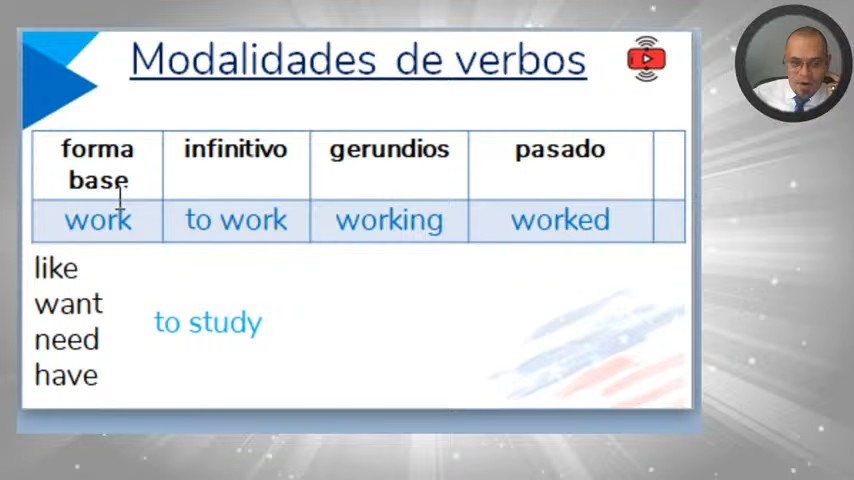 Modalidades de verbos
forma base infinitivo gerundios pasado
work to work working worked
like
want
to study
need
have